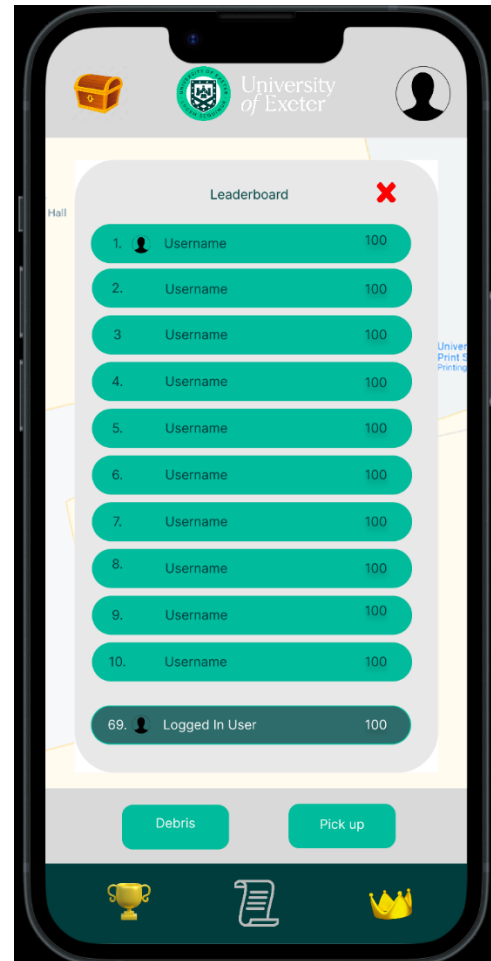 University
of Exeter
Leaderboard
Hall
1. Username 100
2. Username 100
3 Username 100
Univer
Print S
Printing
4. Username 100
5. Username 100
6. Username 100
7. Username 100
8. Username 100
9. Username 100
10. Username 100
69. Logged In User 100
Debris Pick up